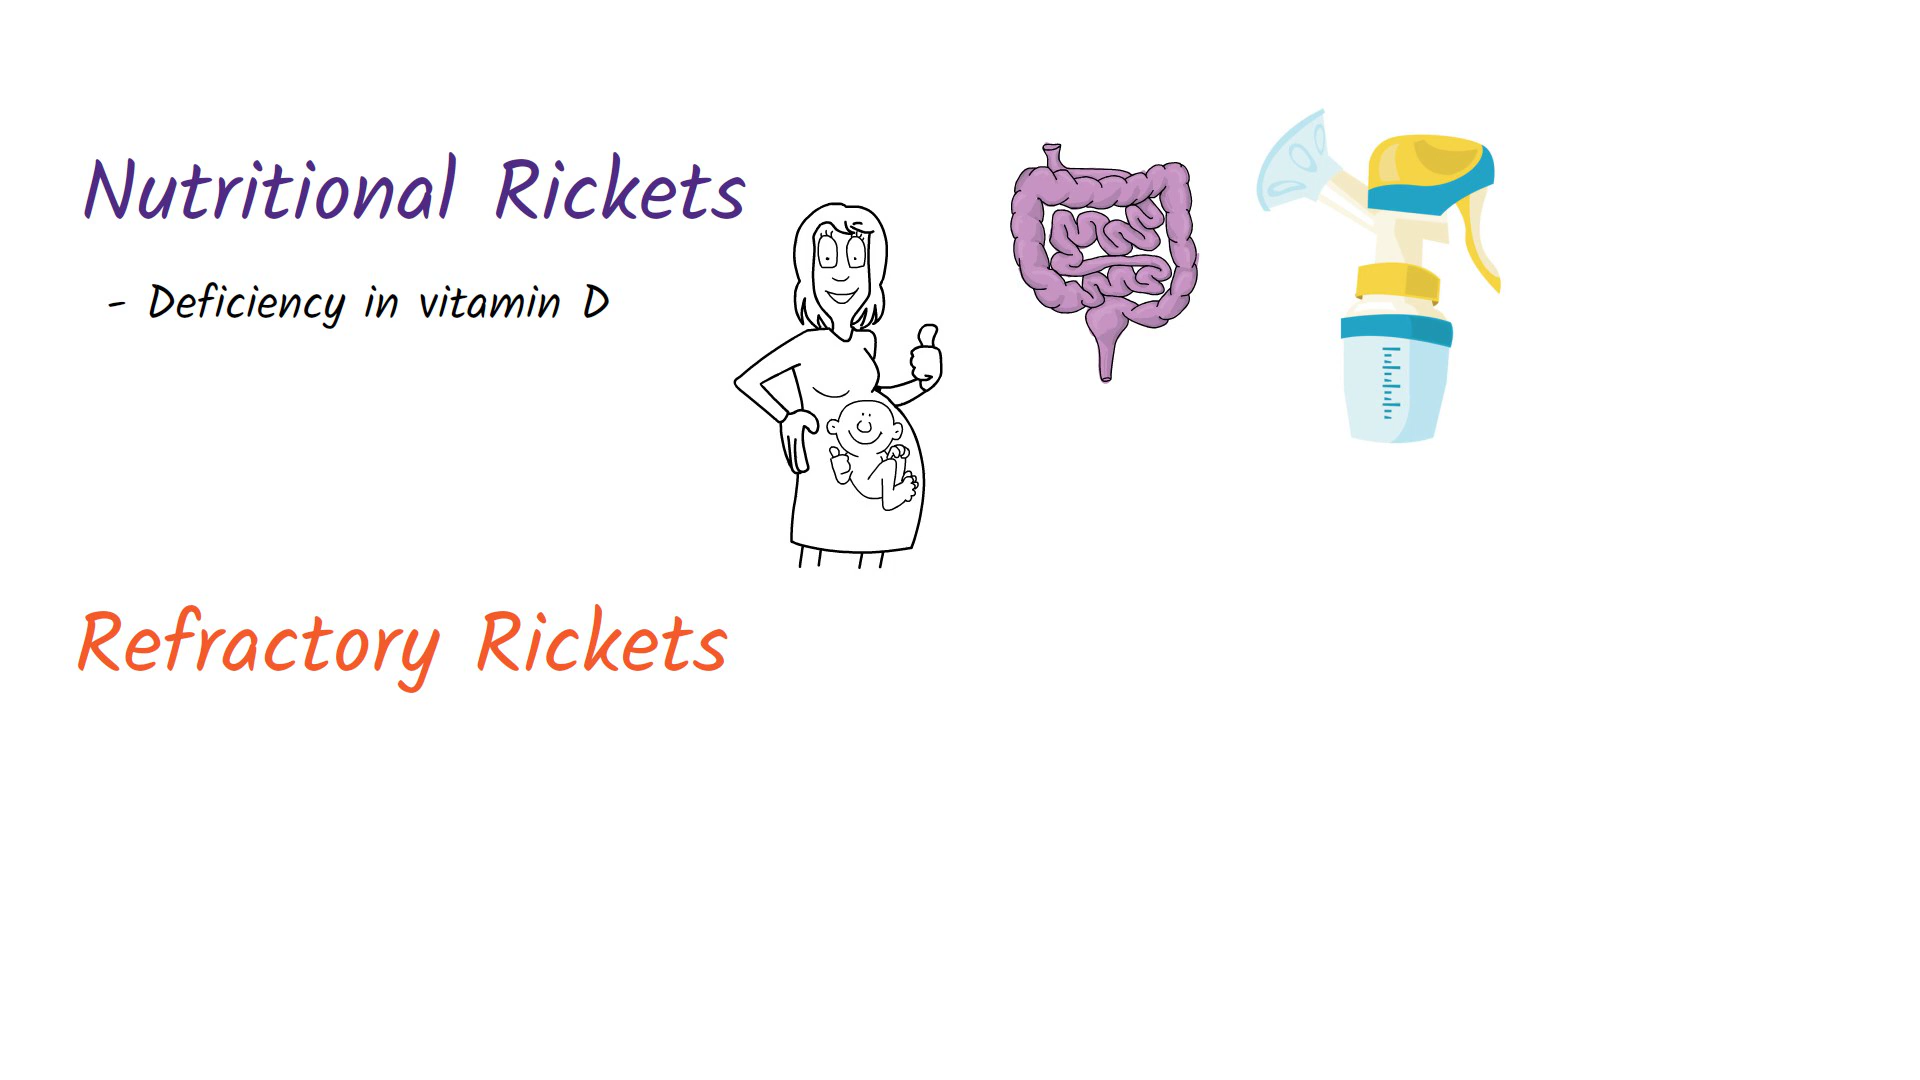 Nutritional Rickets
- Deficiency in vitamin D
Refractory Rickets